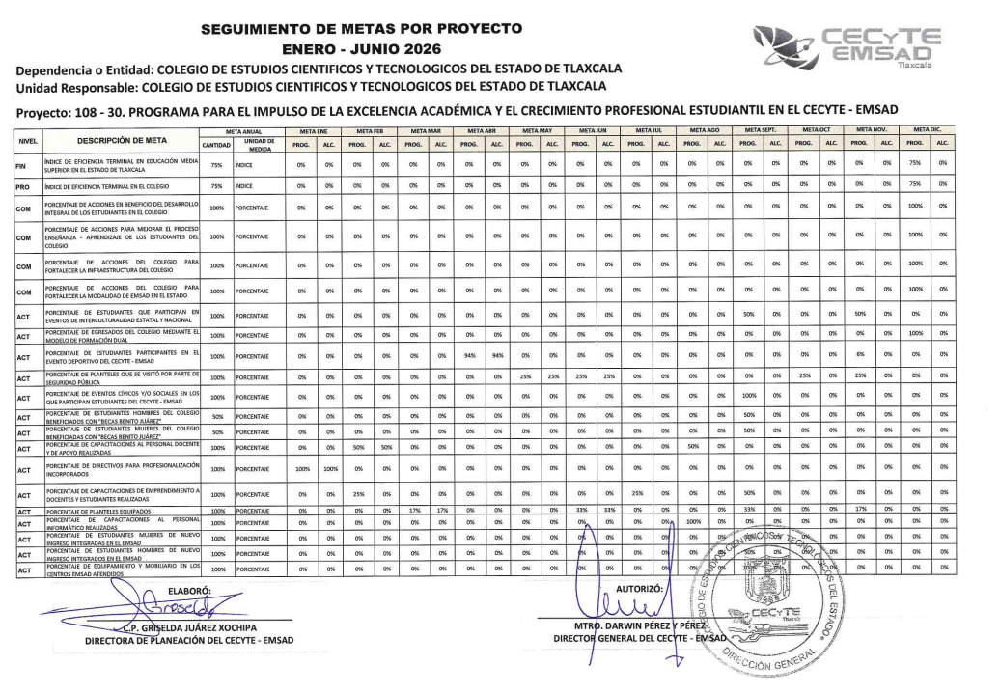 SEGUIMIENTO DE METAS POR PROYECTO
ENERO - JUNIO 2026
CECyTE
EMSAD
Tlaxcala
Dependencia o Entidad: COLEGIO DE ESTUDIOS CIENTIFICOS Y TECNOLOGICOS DEL ESTADO DE TLAXCALA
Unidad Responsable: COLEGIO DE ESTUDIOS CIENTIFICOS Y TECNOLOGICOS DEL ESTADO DE TLAXCALA
Proyecto: 108 - 30. PROGRAMA PARA EL IMPULSO DE LA EXCELENCIA ACADÉMICA Y EL CRECIMIENTO PROFESIONAL ESTUDIANTIL EN EL CECYTE - EMSAD
NIVEL DESCRIPCIÓN DE META META ANUAL META ENE META FEB META MAR META ABR META MAY META JUN META JUL META AGO META SEPT. META OCT META NOV. META DIC.
CANTIDAD UNIDAD DE MEDIDA PROG. ALC. PROG. ALC. PROG. ALC. PROG. ALC. PROG. ALC. PROG. ALC. PROG. ALC. PROG. ALC. PROG. ALC. PROG. ALC. PROG. ALC. PROG. ALC.
FIN ÍNDICE DE EFICIENCIA TERMINAL EN EDUCACIÓN MEDIA SUPERIOR EN EL ESTADO DE TLAXCALA 75% ÍNDICE 0% 0% 0% 0% 0% 0% 0% 0% 0% 0% 0% 0% 0% 0% 0% 0% 0% 0% 0% 0% 0% 0% 75% 0%
PRO ÍNDICE DE EFICIENCIA TERMINAL EN EL COLEGIO 75% ÍNDICE 0% 0% 0% 0% 0% 0% 0% 0% 0% 0% 0% 0% 0% 0% 0% 0% 0% 0% 0% 0% 0% 0% 75% 0%
COM PORCENTAJE DE ACCIONES EN BENEFICIO DEL DESARROLLO INTEGRAL DE LOS ESTUDIANTES EN EL COLEGIO 100% PORCENTAJE 0% 0% 0% 0% 0% 0% 0% 0% 0% 0% 0% 0% 0% 0% 0% 0% 0% 0% 0% 0% 0% 0% 100% 0%
COM PORCENTAJE DE ACCIONES PARA MEJORAR EL PROCESO ENSEÑANZA - APRENDIZAJE DE LOS ESTUDIANTES DEL COLEGIO 100% PORCENTAJE 0% 0% 0% 0% 0% 0% 0% 0% 0% 0% 0% 0% 0% 0% 0% 0% 0% 0% 0% 0% 0% 0% 100% 0%
COM PORCENTAJE DE ACCIONES DEL COLEGIO PARA FORTALECER LA INFRAESTRUCTURA DEL COLEGIO 100% PORCENTAJE 0% 0% 0% 0% 0% 0% 0% 0% 0% 0% 0% 0% 0% 0% 0% 0% 0% 0% 0% 0% 0% 0% 100% 0%
COM PORCENTAJE DE ACCIONES DEL COLEGIO PARA FORTALECER LA MODALIDAD DE EMSAD EN EL ESTADO 100% PORCENTAJE 0% 0% 0% 0% 0% 0% 0% 0% 0% 0% 0% 0% 0% 0% 0% 0% 0% 0% 0% 0% 0% 0% 100% 0%
ACT PORCENTAJE DE ESTUDIANTES QUE PARTICIPAN EN EVENTOS DE INTERCULTURALIDAD ESTATAL Y NACIONAL 100% PORCENTAJE 0% 0% 0% 0% 0% 0% 0% 0% 0% 0% 0% 0% 0% 0% 0% 0% 50% 0% 0% 0% 50% 0% 0% 0%
ACT PORCENTAJE DE EGRESADOS DEL COLEGIO MEDIANTE EL MODELO DE FORMACIÓN DUAL 100% PORCENTAJE 0% 0% 0% 0% 0% 0% 0% 0% 0% 0% 0% 0% 0% 0% 0% 0% 0% 0% 0% 0% 0% 0% 100% 0%
ACT PORCENTAJE DE ESTUDIANTES PARTICIPANTES EN EL EVENTO DEPORTIVO DEL CECYTE - EMSAD 100% PORCENTAJE 0% 0% 0% 0% 0% 0% 94% 94% 0% 0% 0% 0% 0% 0% 0% 0% 0% 0% 0% 0% 6% 0% 0% 0%
ACT PORCENTAJE DE PLANTELES QUE SE VISITÓ POR PARTE DE SEGURIDAD PÚBLICA 100% PORCENTAJE 0% 0% 0% 0% 0% 0% 0% 0% 25% 25% 25% 25% 0% 0% 0% 0% 0% 0% 25% 0% 25% 0% 0% 0%
ACT PORCENTAJE DE EVENTOS CÍVICOS Y/O SOCIALES EN LOS QUE PARTICIPAN ESTUDIANTES DEL CECYTE - EMSAD 100% PORCENTAJE 0% 0% 0% 0% 0% 0% 0% 0% 0% 0% 0% 0% 0% 0% 0% 0% 100% 0% 0% 0% 0% 0% 0% 0%
ACT PORCENTAJE DE ESTUDIANTES HOMBRES DEL COLEGIO BENEFICIADOS CON "BECAS BENITO JUÁREZ" 50% PORCENTAJE 0% 0% 0% 0% 0% 0% 0% 0% 0% 0% 0% 0% 0% 0% 0% 0% 50% 0% 0% 0% 0% 0% 0% 0%
ACT PORCENTAJE DE ESTUDIANTES MUJERES DEL COLEGIO BENEFICIADAS CON "BECAS BENITO JUÁREZ" 50% PORCENTAJE 0% 0% 0% 0% 0% 0% 0% 0% 0% 0% 0% 0% 0% 0% 0% 0% 50% 0% 0% 0% 0% 0% 0% 0%
ACT PORCENTAJE DE CAPACITACIONES AL PERSONAL DOCENTE Y DE APOYO REALIZADAS 100% PORCENTAJE 0% 0% 50% 50% 0% 0% 0% 0% 0% 0% 0% 0% 0% 0% 50% 0% 0% 0% 0% 0% 0% 0% 0% 0%
ACT PORCENTAJE DE DIRECTIVOS PARA PROFESIONALIZACIÓN INCORPORADOS 100% PORCENTAJE 100% 100% 0% 0% 0% 0% 0% 0% 0% 0% 0% 0% 0% 0% 0% 0% 0% 0% 0% 0% 0% 0% 0% 0%
ACT PORCENTAJE DE CAPACITACIONES DE EMPRENDIMIENTO A DOCENTES Y ESTUDIANTES REALIZADAS 100% PORCENTAJE 0% 0% 25% 0% 0% 0% 0% 0% 0% 0% 0% 0% 25% 0% 0% 0% 50% 0% 0% 0% 0% 0% 0% 0%
ACT PORCENTAJE DE PLANTELES EQUIPADOS 100% PORCENTAJE 0% 0% 0% 0% 17% 17% 0% 0% 0% 0% 33% 33% 0% 0% 0% 0% 33% 0% 0% 0% 17% 0% 0% 0%
ACT PORCENTAJE DE CAPACITACIONES AL PERSONAL INFORMÁTICO REALIZADAS 100% PORCENTAJE 0% 0% 0% 0% 0% 0% 0% 0% 0% 0% 0% 0% 0% 0% 100% 0% 0% 0% 0% 0% 0% 0% 0% 0%
ACT PORCENTAJE DE ESTUDIANTES MUJERES DE NUEVO INGRESO INTEGRADAS EN EL EMSAD 100% PORCENTAJE 0% 0% 0% 0% 0% 0% 0% 0% 0% 0% 0% 0% 0% 0% 0% 0% 0% 0% 0% 0% 0%
ACT PORCENTAJE DE ESTUDIANTES HOMBRES DE NUEVO INGRESO INTEGRADOS EN EL EMSAD 100% PORCENTAJE 0% 0% 0% 0% 0% 0% 0% 0% 0% 0% 0% 0% 0% 0% 0% 0% 50% 0% 0% 0% 0% 0% 0%
ACT PORCENTAJE DE EQUIPAMIENTO Y MOBILIARIO EN LOS CENTROS EMSAD ATENDIDOS 100% PORCENTAJE 0% 0% 0% 0% 0% 0% 0% 0% 0% 0% 0% 0% 0% 0% 0% 0% 0% 0% 0% 0% 0%
ELABORÓ:
Griselda
C.P. GRISELDA JUÁREZ XOCHIPA
DIRECTORA DE PLANEACIÓN DEL CECYTE - EMSAD
AUTORIZÓ:
MTRO. DARWIN PÉREZ Y PÉREZ
DIRECTOR GENERAL DEL CECYTE - EMSAD
COLEGIO DE ESTUDIOS CIENTIFICOS Y TECNOLÓGICOS DEL ESTADO
CECyTE
Tlaxcala
DIRECCIÓN GENERAL